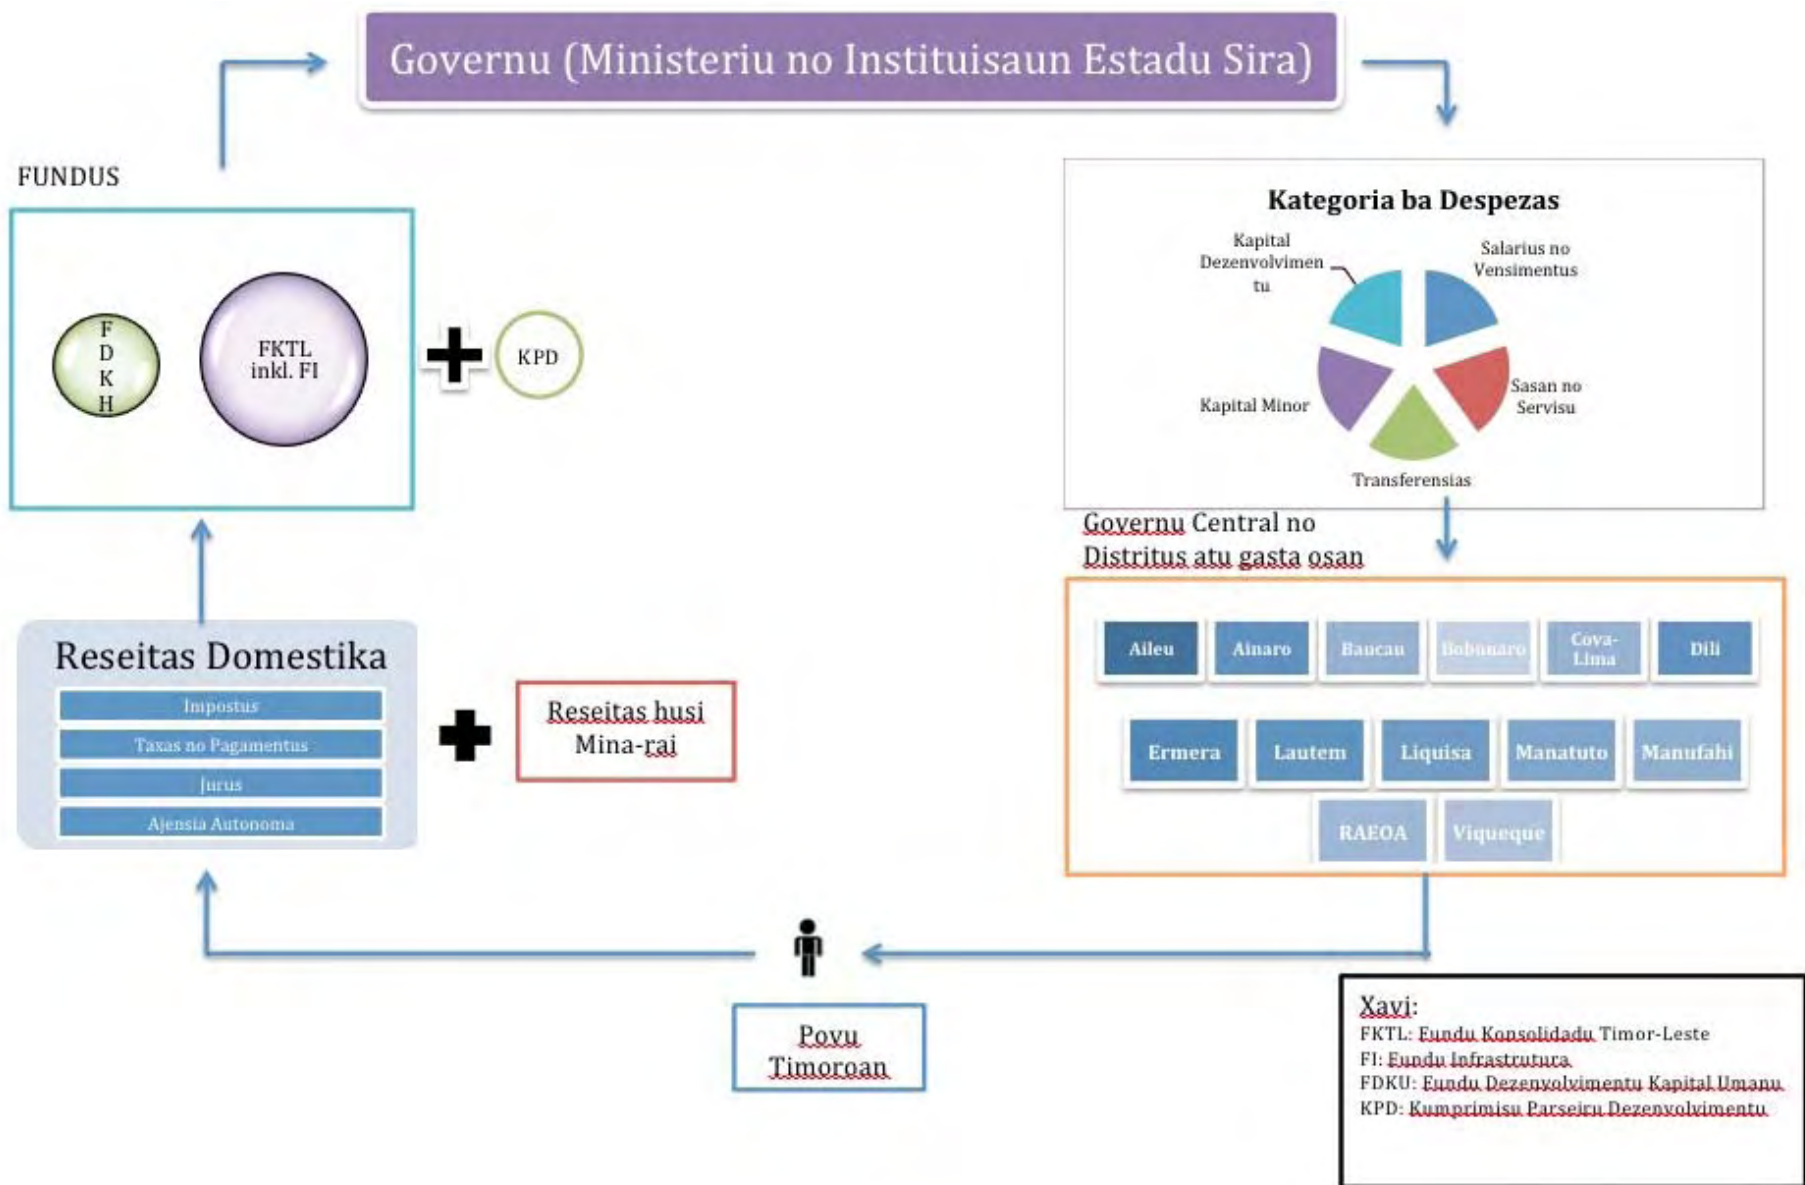 Governu (Ministeriu no Instituisaun Estadu Sira)
FUNDUS
F
D
K
H
FKTL
inkl. FI
KPD
Kategoria ba Despezas
Kapital
Dezenvolvimen
tu
Salarius no
Vensimentus
Kapital Minor
Sasan no
Servisu
Transferensias
Governu Central no
Distritus atu gasta osan
Aileu
Ainaro
Baucau
Bobonaro
Cova-
Lima
Dili
Ermera
Lautem
Liquisa
Manatuto
Manufahi
RAEOA
Viqueque
Reseitas Domestika
Impostus
Taxas no Pagamentus
Jurus
Ajensia Autonoma
Reseitas husi
Mina-rai
Povu
Timoroan
Xavi:
FKTL: Fundu Konsolidadu Timor-Leste
FI: Fundu Infrastrutura
FDKU: Fundu Dezenvolvimentu Kapital Umanu
KPD: Kumprimisu Parseiru Dezenvolvimentu